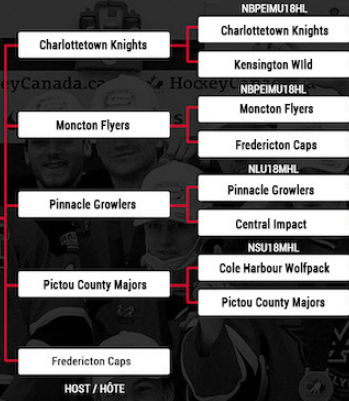 NBPEIMU18HL
Charlottetown Knights
Charlottetown Knights
Kensington WIld
NBPEIMU18HL
Moncton Flyers
Moncton Flyers
Fredericton Caps
NLU18MHL
Pinnacle Growlers
Pinnacle Growlers
Central Impact
NSU18MHL
Cole Harbour Wolfpack
Pictou County Majors
Pictou County Majors
Fredericton Caps
HOST / HÔTE